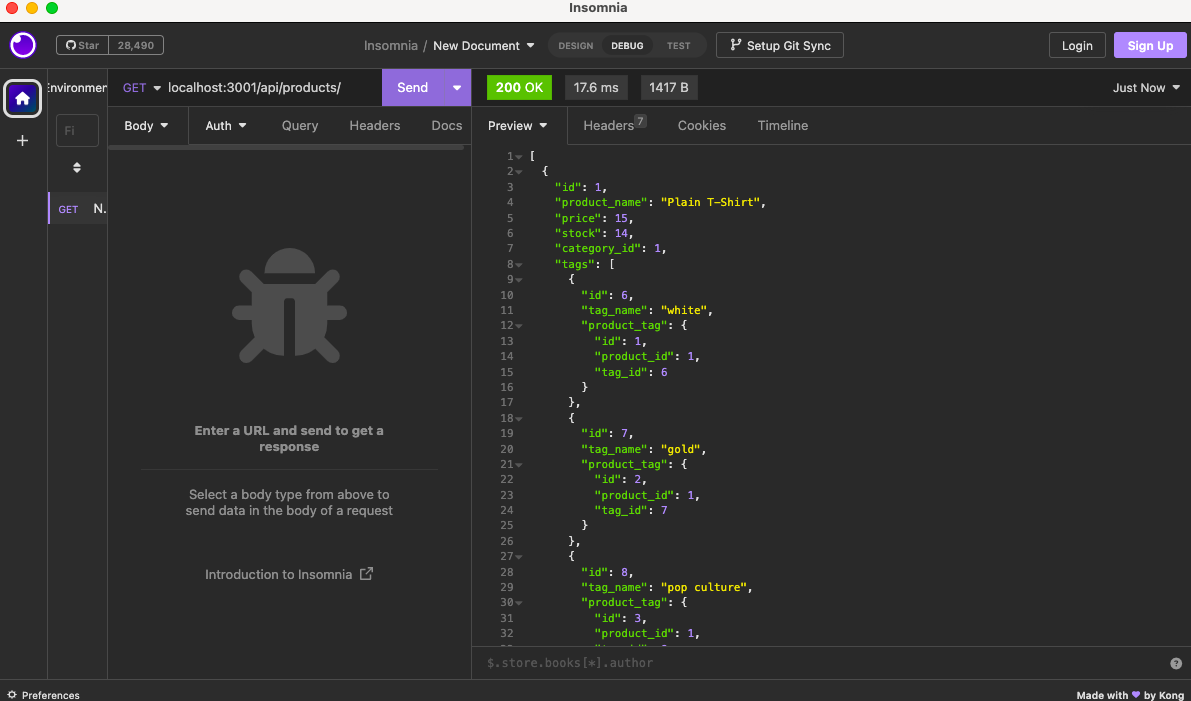 Insomnia
Star 28,490
Insomnia / New Document
DESIGN DEBUG TEST
Setup Git Sync
Login
Sign Up
Environmen
Fi
GET N.
GET localhost:3001/api/products/
Send
Body Auth Query Headers Docs
Enter a URL and send to get a
response
Select a body type from above to
send data in the body of a request
Introduction to Insomnia
200 OK 17.6 ms 1417 B
Just Now
Preview Headers 7 Cookies Timeline
1 [
2 {
3 "id": 1,
4 "product_name": "Plain T-Shirt",
5 "price": 15,
6 "stock": 14,
7 "category_id": 1,
8 "tags": [
9 {
10 "id": 6,
11 "tag_name": "white",
12 "product_tag": {
13 "id": 1,
14 "product_id": 1,
15 "tag_id": 6
16 }
17 },
18 {
19 "id": 7,
20 "tag_name": "gold",
21 "product_tag": {
22 "id": 2,
23 "product_id": 1,
24 "tag_id": 7
25 }
26 },
27 {
28 "id": 8,
29 "tag_name": "pop culture",
30 "product_tag": {
31 "id": 3,
32 "product_id": 1,
$.store.books[*].author
Preferences
Made with ❤ by Kong